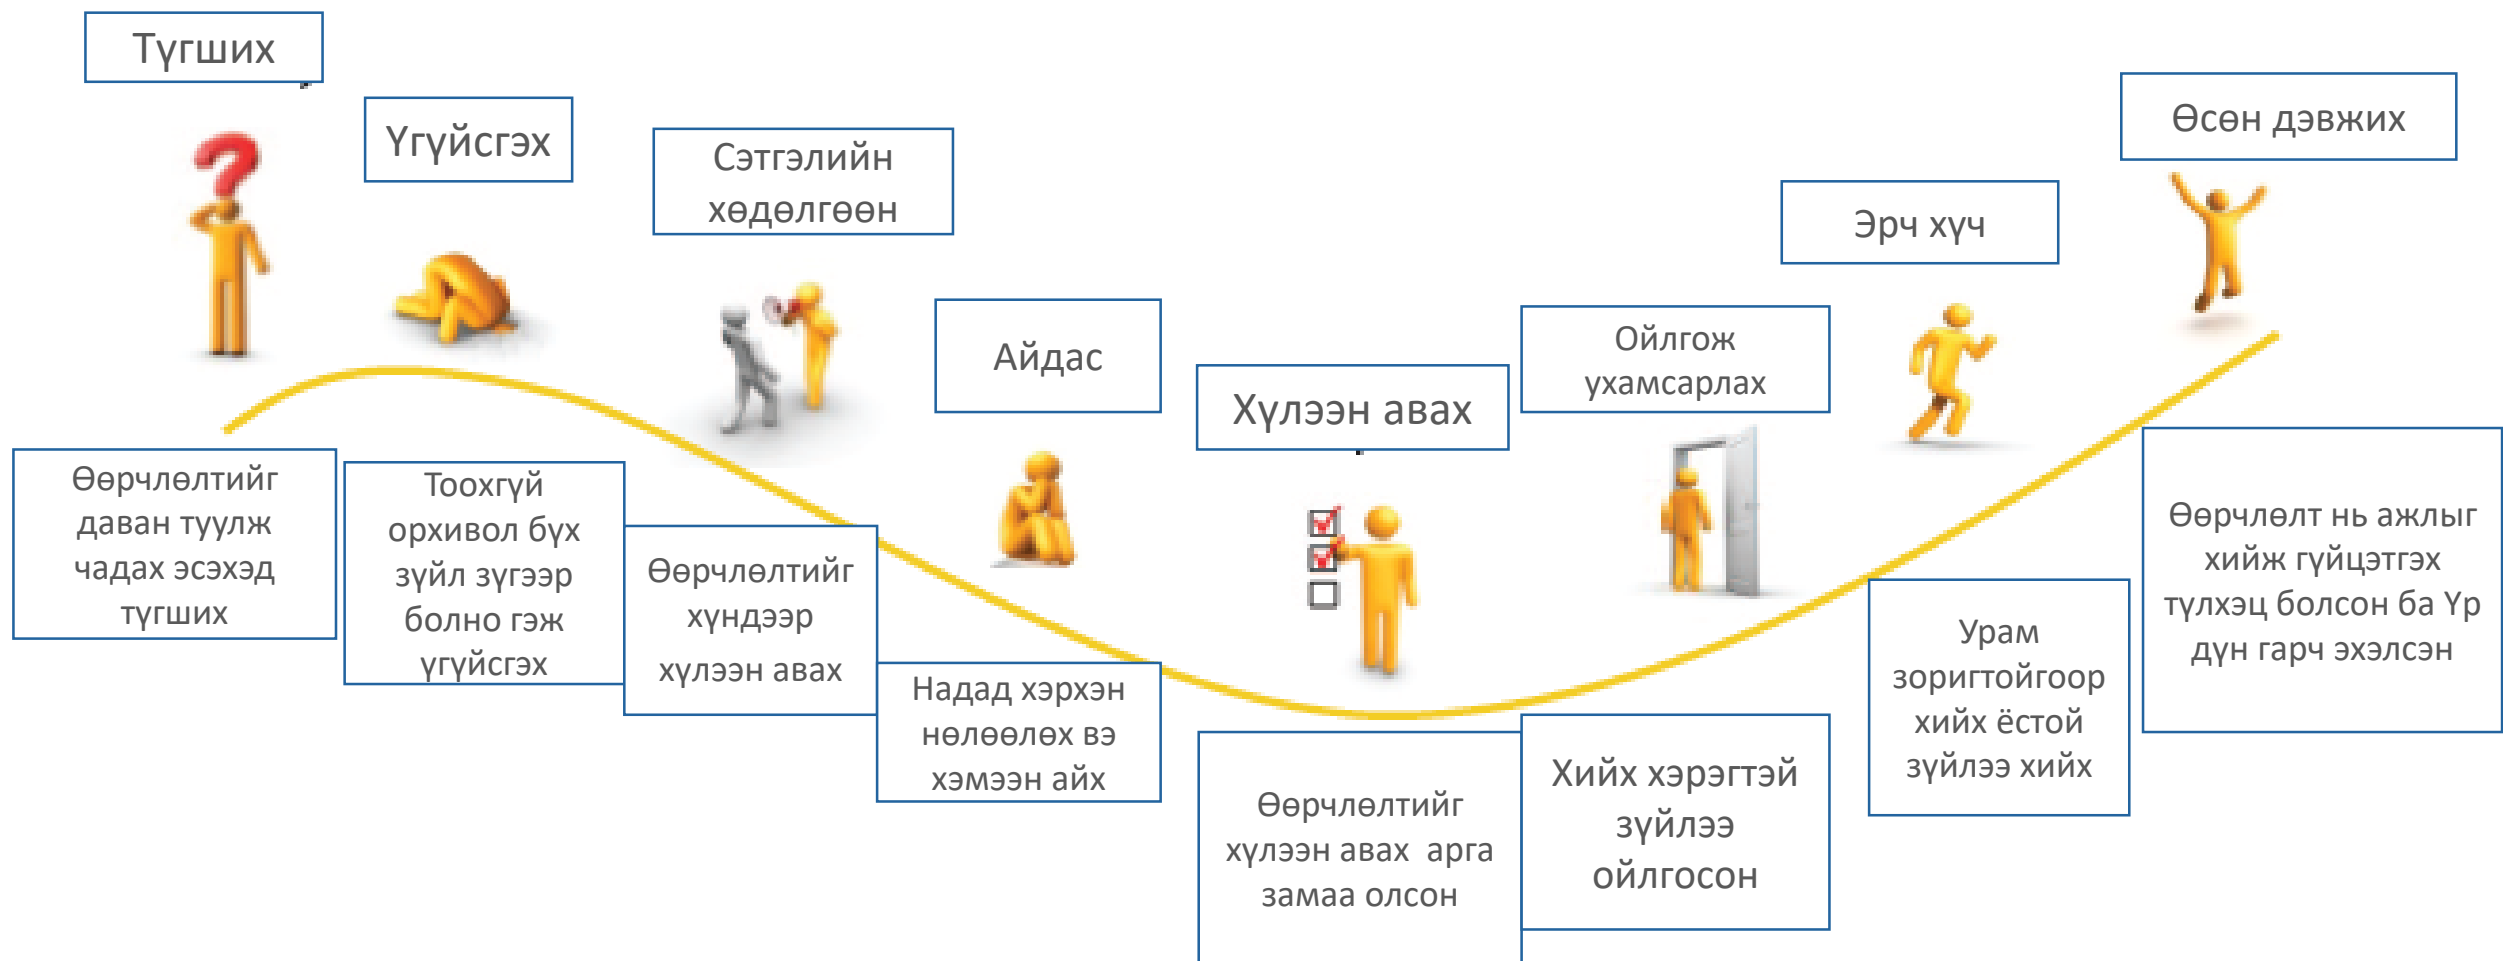 Түгших
Үгүйсгэх
Сэтгэлийн
хөдөлгөөн
Айдас
Хүлээн авах
Ойлгож
ухамсарлах
Эрч хүч
Өсөн дэвжих
Өөрчлөлтийг
даван туулж
чадах эсэхэд
түгших
Тоохгүй
орхивол бүх
зүйл зүгээр
болно гэж
үгүйсгэх
Өөрчлөлтийг
хүндээр
хүлээн авах
Надад хэрхэн
нөлөөлөх вэ
хэмээн айх
Өөрчлөлтийг
хүлээн авах арга
замаа олсон
Хийх хэрэгтэй
зүйлээ
ойлгосон
Урам
зоригтойгоор
хийх ёстой
зүйлээ хийх
Өөрчлөлт нь ажлыг
хийж гүйцэтгэх
түлхэц болсон ба Үр
дүн гарч эхэлсэн